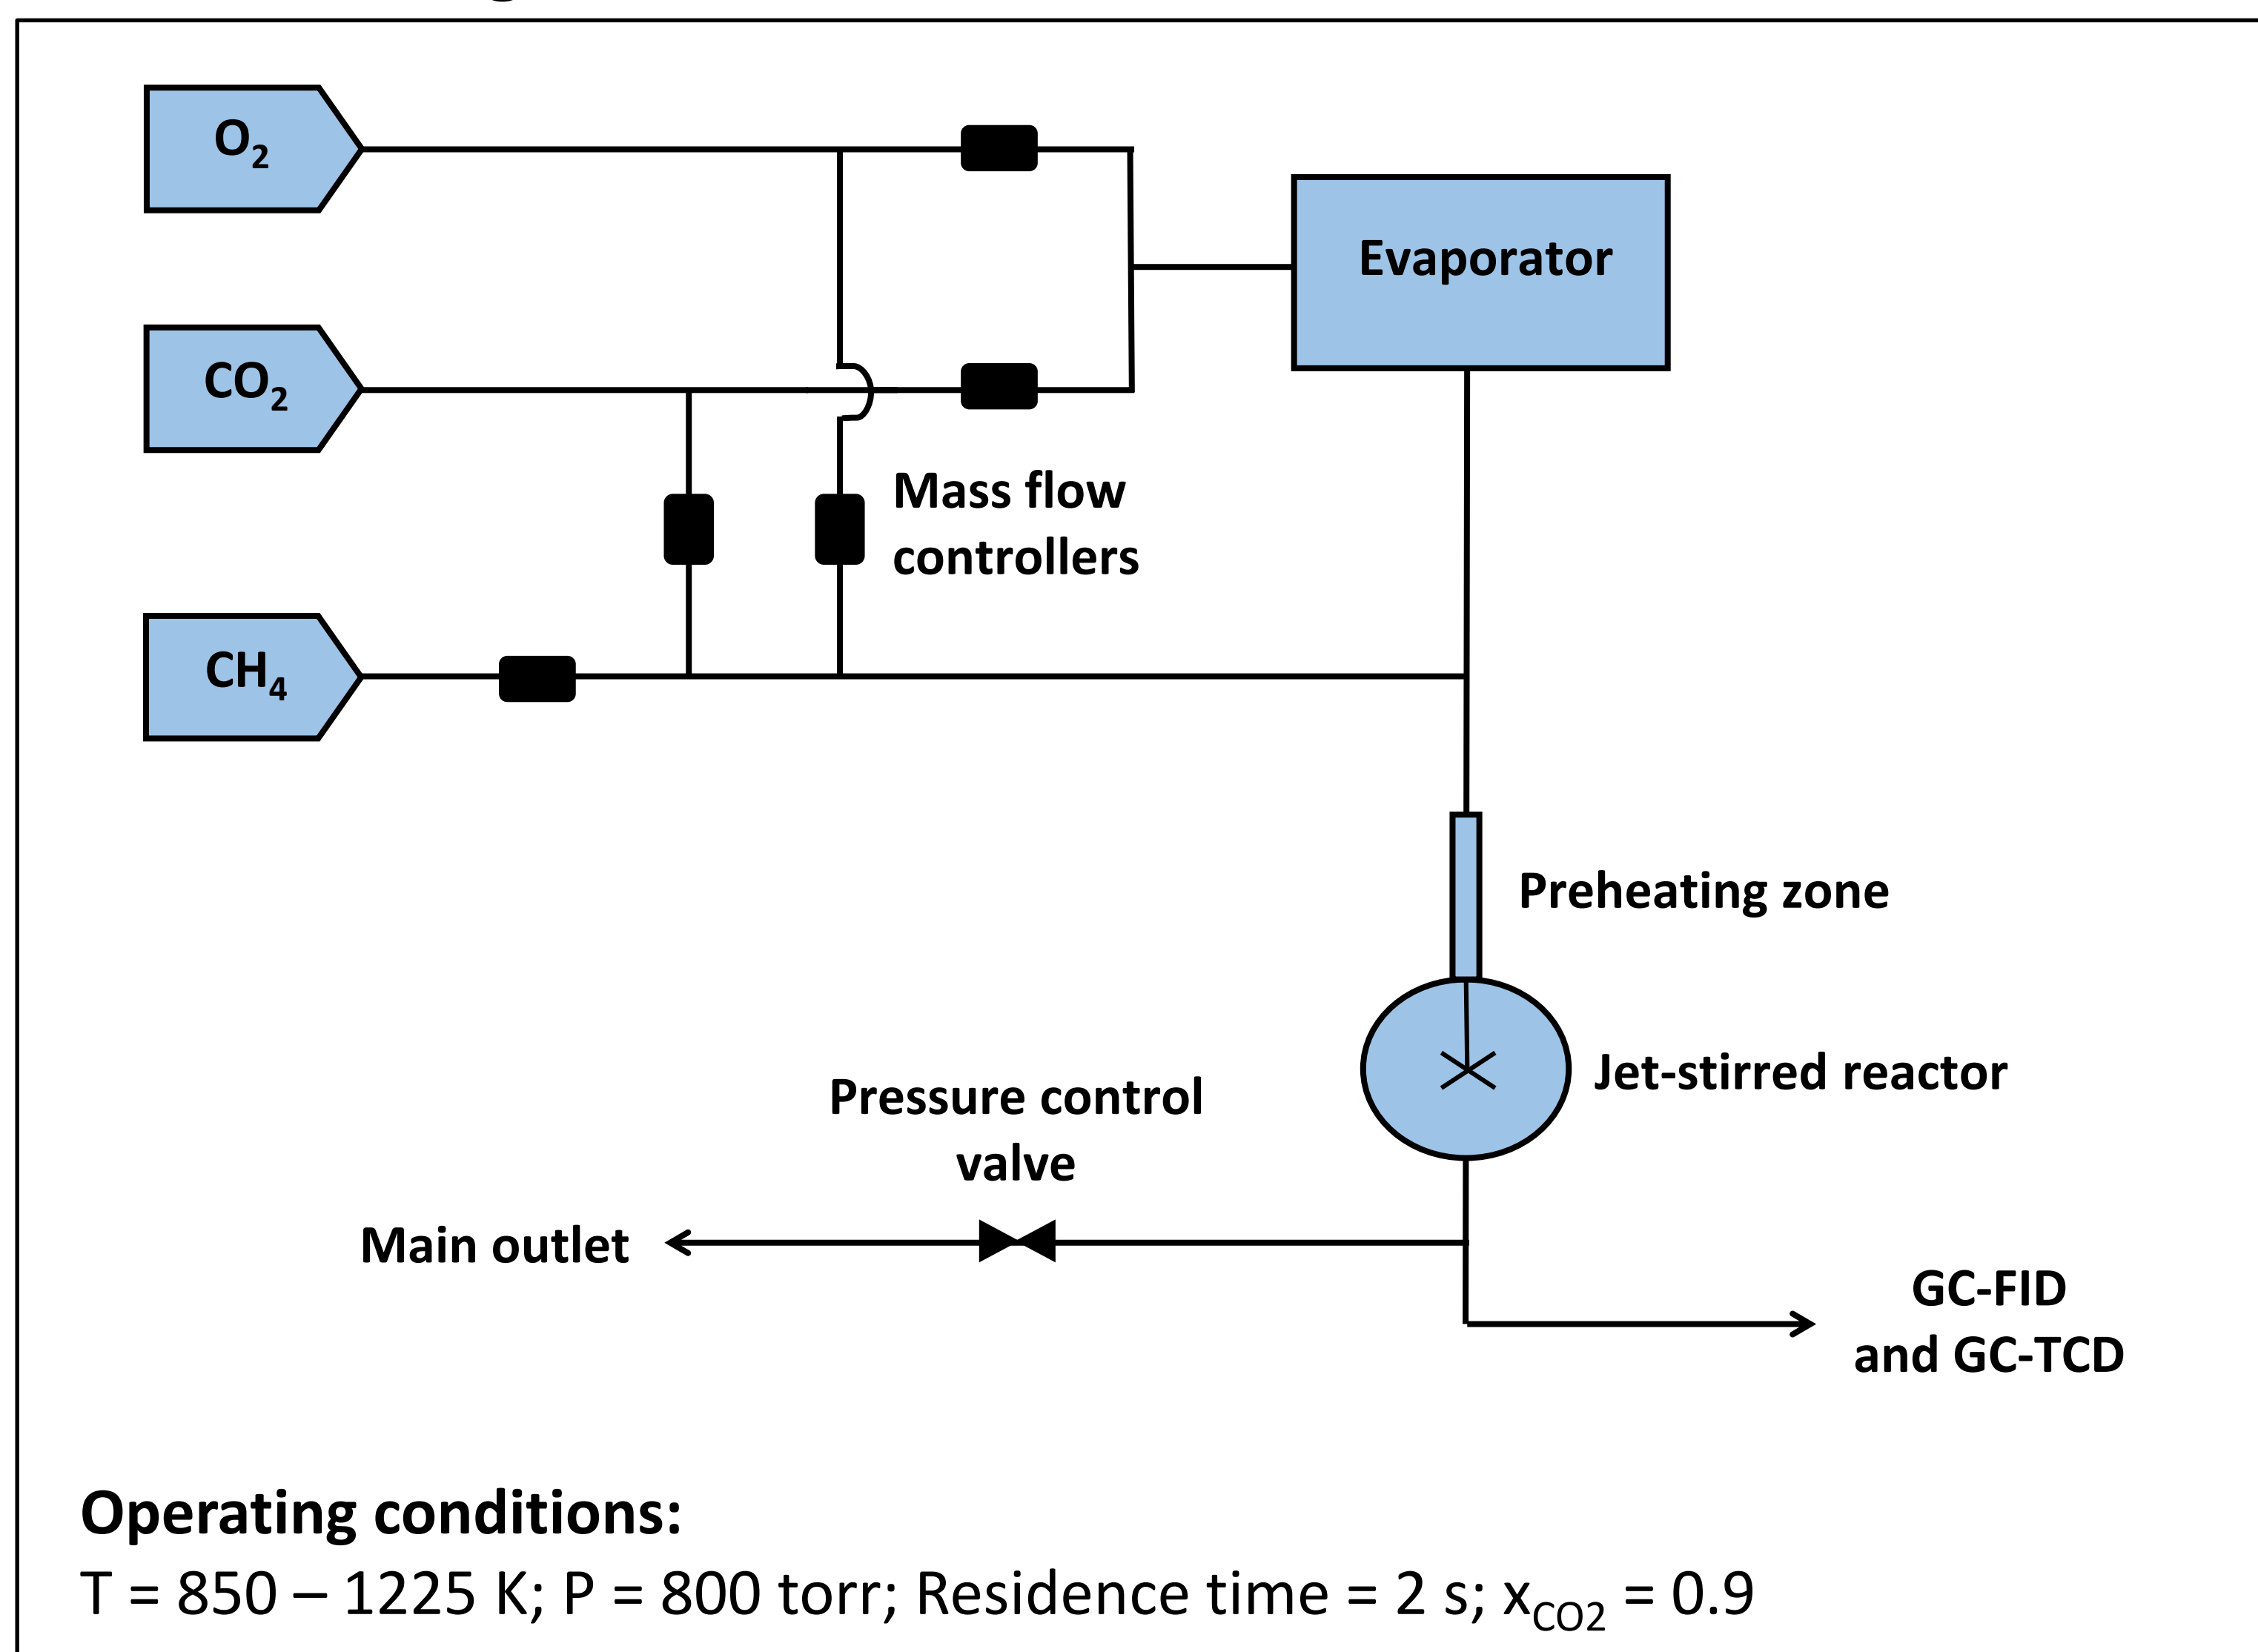 O₂
Evaporator
CO₂
Mass flow
controllers
CH₄
Preheating zone
Jet-stirred reactor
Pressure control
valve
Main outlet
GC-FID
and GC-TCD
Operating conditions:
T = 850 – 1225 K; P = 800 torr; Residence time = 2 s; x_CO2 = 0.9